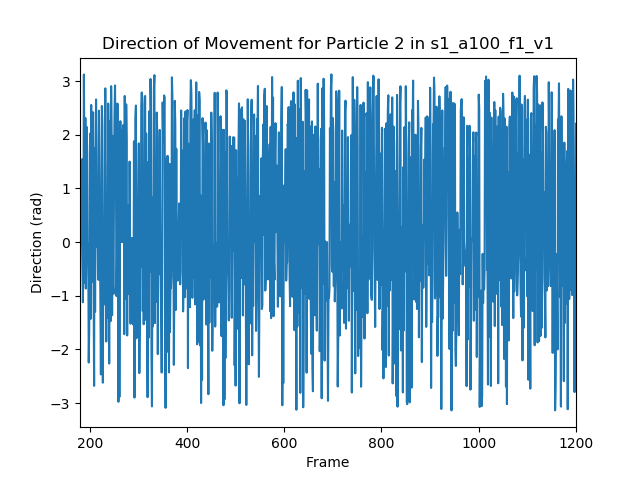 Direction of Movement for Particle 2 in s1_a100_f1_v1
3
2
1
0
−1
−2
−3
Direction (rad)
200 400 600 800 1000 1200
Frame